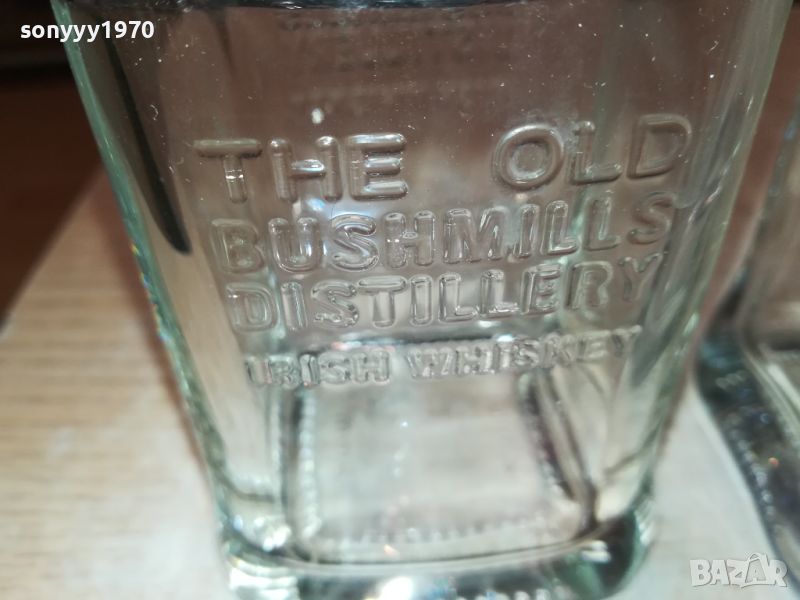 sonyyy1970
THE OLD
BUSHMILLS
DISTILLERY
IRISH WHISKEY
BAZAR